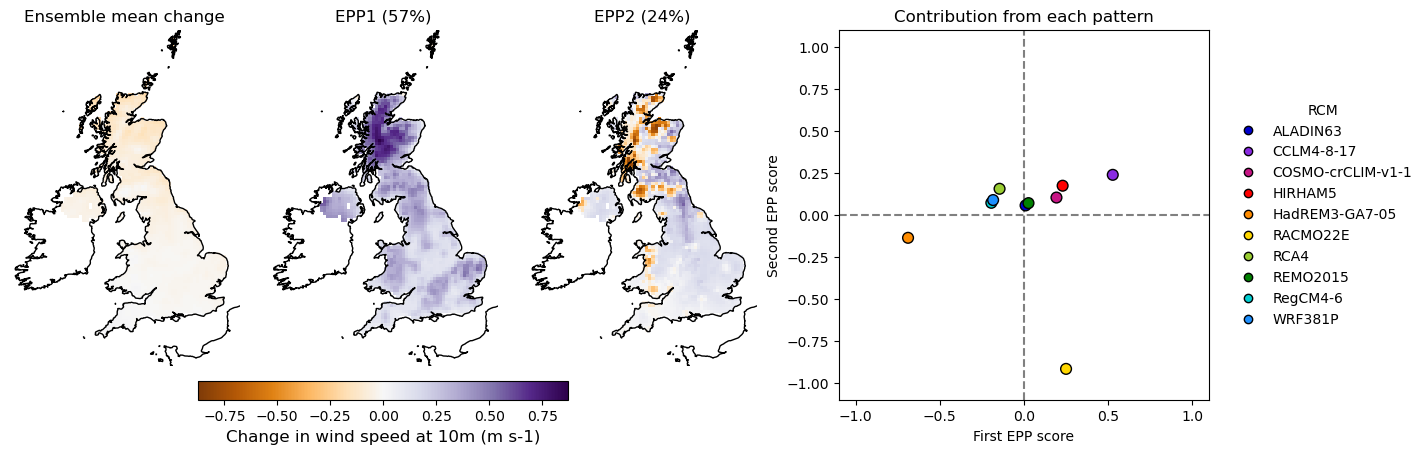 Ensemble mean change
EPP1 (57%)
EPP2 (24%)
Contribution from each pattern
−0.75 −0.50 −0.25 0.00 0.25 0.50 0.75
Change in wind speed at 10m (m s-1)
Second EPP score
1.00
0.75
0.50
0.25
0.00
−0.25
−0.50
−0.75
−1.00
−1.0 −0.5 0.0 0.5 1.0
First EPP score
RCM
ALADIN63
CCLM4-8-17
COSMO-crCLIM-v1-1
HIRHAM5
HadREM3-GA7-05
RACMO22E
RCA4
REMO2015
RegCM4-6
WRF381P